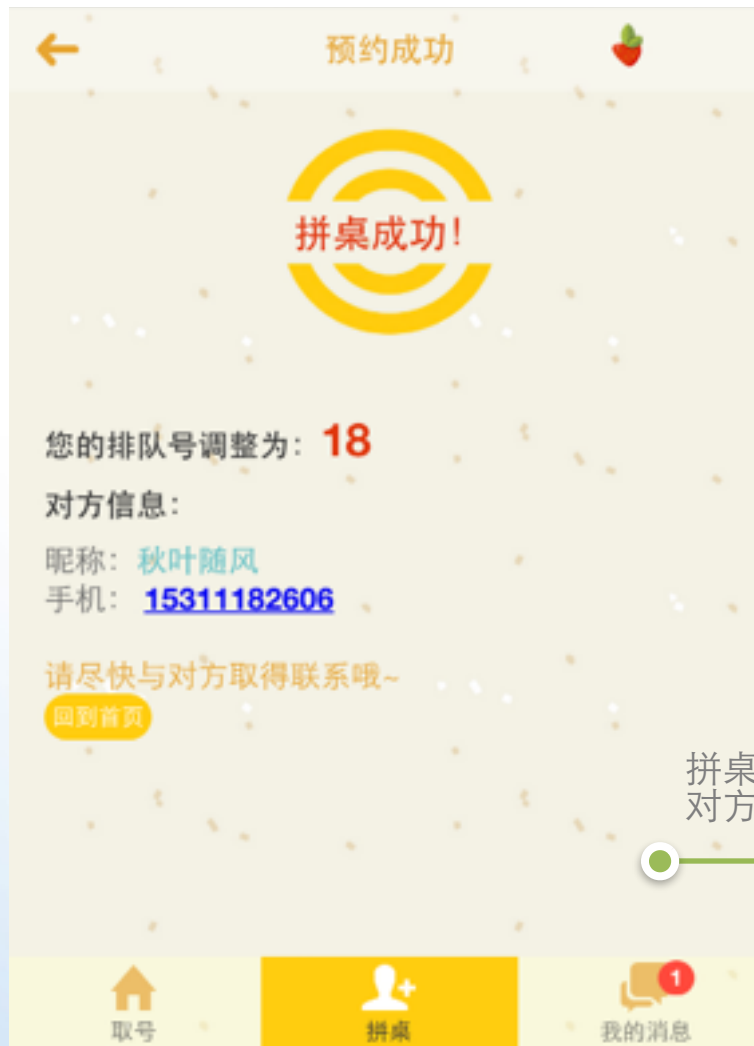 预约成功
拼桌成功!
您的排队号调整为: 18
对方信息:
昵称: 秋叶随风
手机: 15311182606
请尽快与对方取得联系哦~
回到首页
拼桌
对方
取号
拼桌
1
我的消息